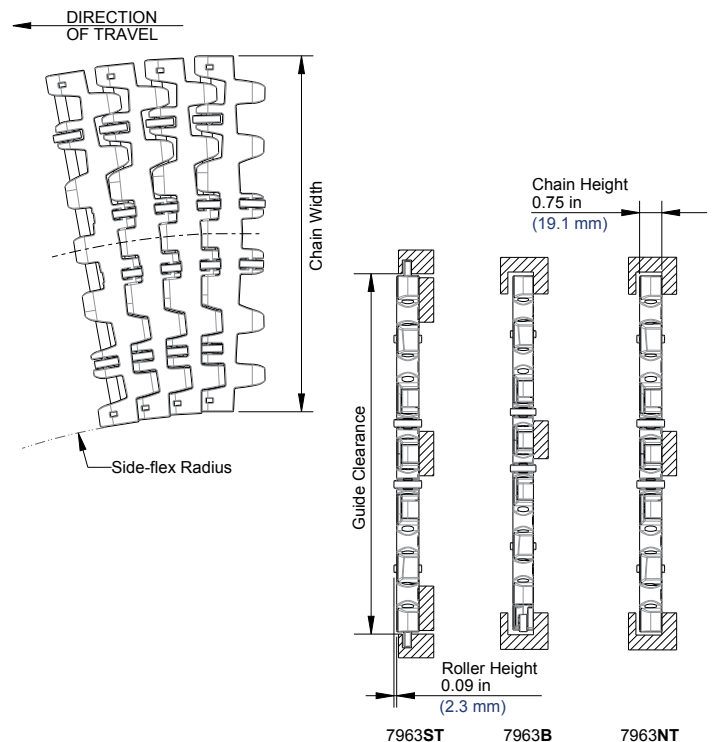 DIRECTION
OF TRAVEL
Chain Width
Side-flex Radius
Chain Height
0.75 in
(19.1 mm)
Guide Clearance
Roller Height
0.09 in
(2.3 mm)
7963ST
7963B
7963NT